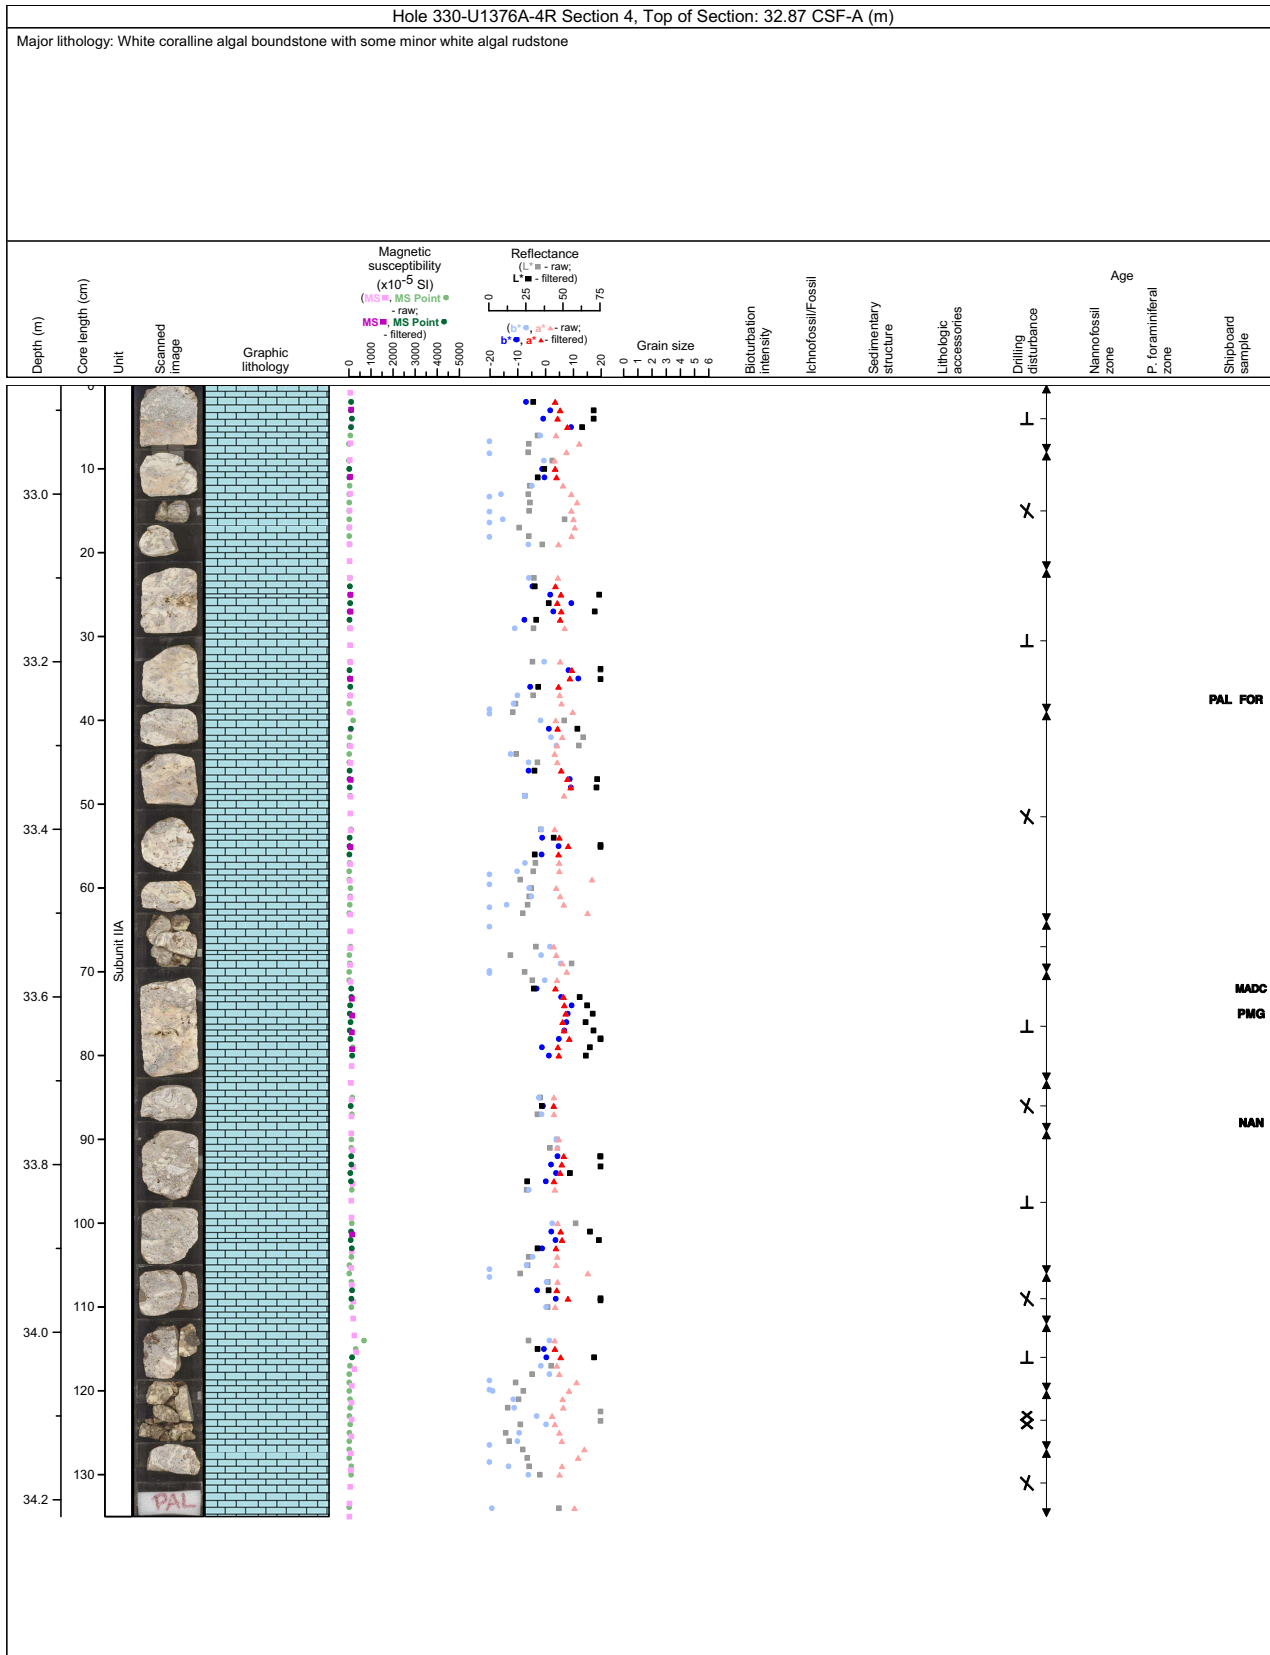 Hole 330-U1376A-4R Section 4, Top of Section: 32.87 CSF-A (m)
Major lithology: White coralline algal boundstone with some minor white algal rudstone
Depth (m)
Core length (cm)
Unit
Scanned
image
Graphic
lithology
Magnetic
susceptibility
(x10-5 SI)
(MS■, MS Point●
- raw;
MS■, MS Point●
- filtered)
0 1000 2000 3000 4000 5000
Reflectance
(L*■ - raw;
L*■ - filtered)
0 25 50 75
(b*●, a*▲ - raw;
b*●, a*▲ - filtered)
-20 -10 0 10 20
Grain size
0 1 2 3 4 5 6
Bioturbation
intensity
Ichnofossil/Fossil
Sedimentary
structure
Lithologic
accessories
Drilling
disturbance
Age
Nannofossil
zone
P. foraminiferal
zone
Shipboard
sample
0
10
33.0
20
30
33.2
PAL FOR
40
50
33.4
60
Subunit IIA
70
MADC
33.6
PMG
80
NAN
90
33.8
100
110
34.0
120
130
PAL
34.2